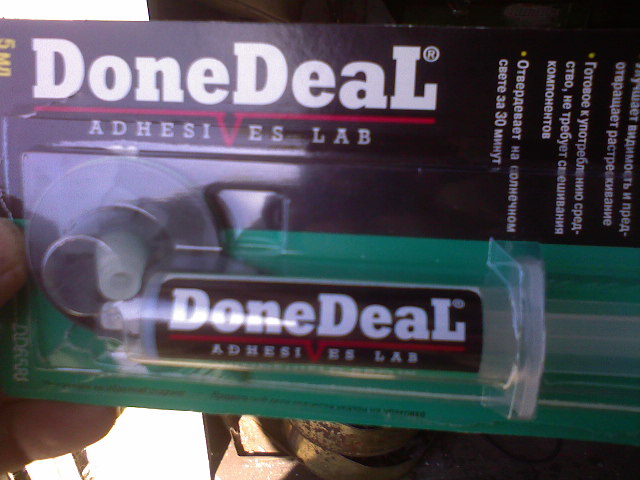 5 мл
DoneDeaL®
ADHESIVES LAB
улучшает видимость и пред-
отвращает растрескивание
* Готовое к употреблению сред-
ство, не требует смешивания
компонентов
* Отвердевает на солнечном
свете за 30 минут
DoneDeaL®
ADHESIVES LAB